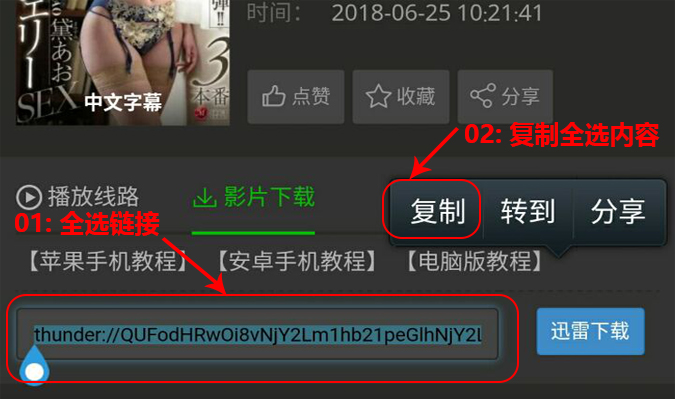 時間： 2018-06-25 10:21:41
弾!!
エリー
黛あお
SEX
3
本番
中文字幕
点赞
收藏
分享
02: 复制全选内容
播放线路
影片下载
复制
转到
分享
01: 全选链接
【苹果手机教程】
【安卓手机教程】
【电脑版教程】
thunder://QUFodHRwOi8vNjY2Lm1hb21peGlhNjY2L
迅雷下载